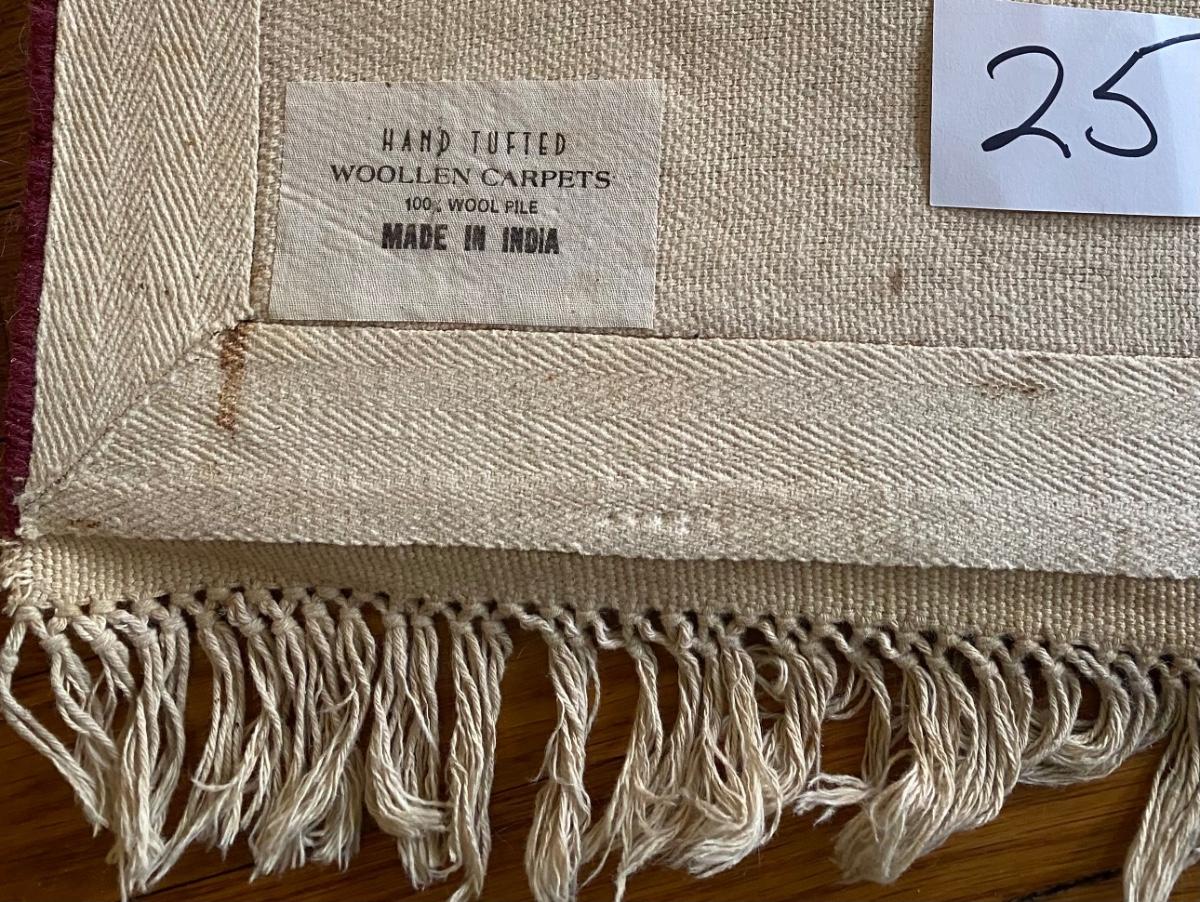 HAND TUFTED
WOOLLEN CARPETS
100% WOOL PILE
MADE IN INDIA
25